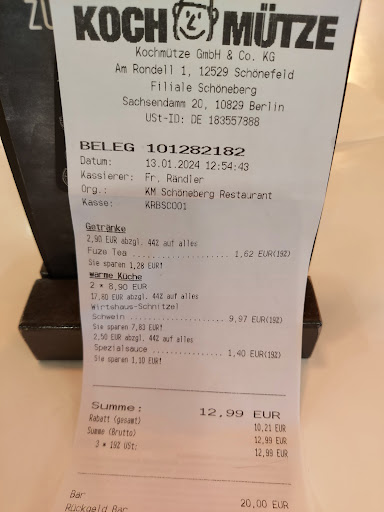 KOCH MÜTZE
Kochmütze GmbH & Co. KG
Am Rondell 1, 12529 Schönefeld
Filiale Schöneberg
Sachsendamm 20, 10829 Berlin
USt-ID: DE 183557888
BELEG 101282182
Datum: 13.01.2024 12:54:43
Kassierer: Fr. Rändler
Org.: KM Schöneberg Restaurant
Kasse: KRBSC001
Getränke
2,90 EUR abzgl. 44% auf alles
Fuze Tea ..................... 1,62 EUR(19%)
Sie sparen 1,28 EUR!
warme Küche
2 * 8,90 EUR
17,80 EUR abzgl. 44% auf alles
Wirtshaus-Schnitzel
Schwein ...................... 9,97 EUR(19%)
Sie sparen 7,83 EUR!
2,50 EUR abzgl. 44% auf alles
Spezialsauce ................. 1,40 EUR(19%)
Sie sparen 1,10 EUR!
Summe: 12,99 EUR
Rabatt (gesamt) 10,21 EUR
Summe (Brutto) 12,99 EUR
3 * 19% USt: 12,99 EUR
Bar 20,00 EUR
Rückgeld Bar